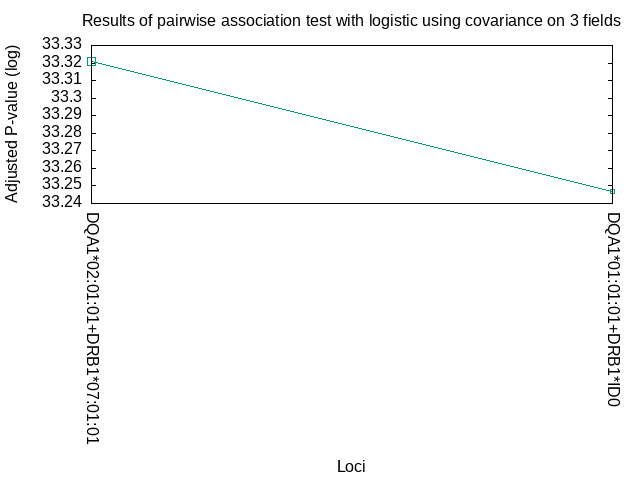 Results of pairwise association test with logistic using covariance on 3 fields
Adjusted P-value (log)
33.33
33.32
33.31
33.3
33.29
33.28
33.27
33.26
33.25
33.24
DQA1*02:01:01+DRB1*07:01:01
DQA1*01:01:01+DRB1*ID0
Loci